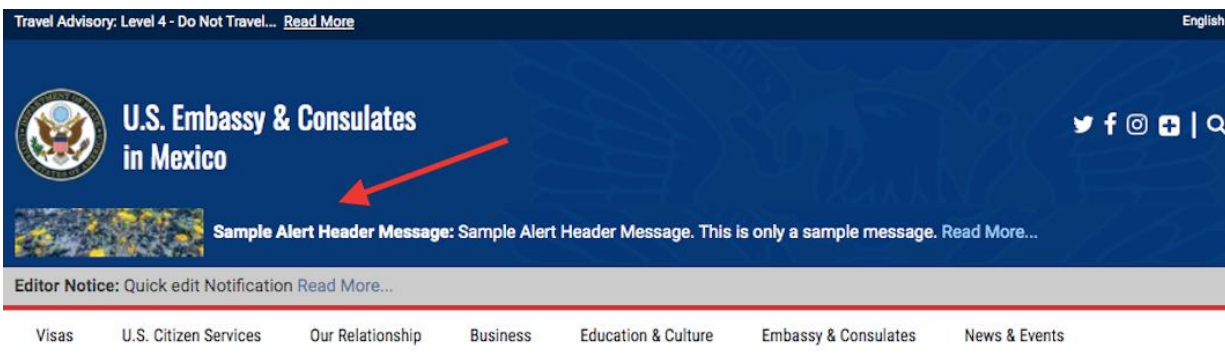 Travel Advisory: Level 4 - Do Not Travel... Read More English
U.S. Embassy & Consulates
in Mexico
Sample Alert Header Message: Sample Alert Header Message. This is only a sample message. Read More...
Editor Notice: Quick edit Notification Read More...
Visas U.S. Citizen Services Our Relationship Business Education & Culture Embassy & Consulates News & Events